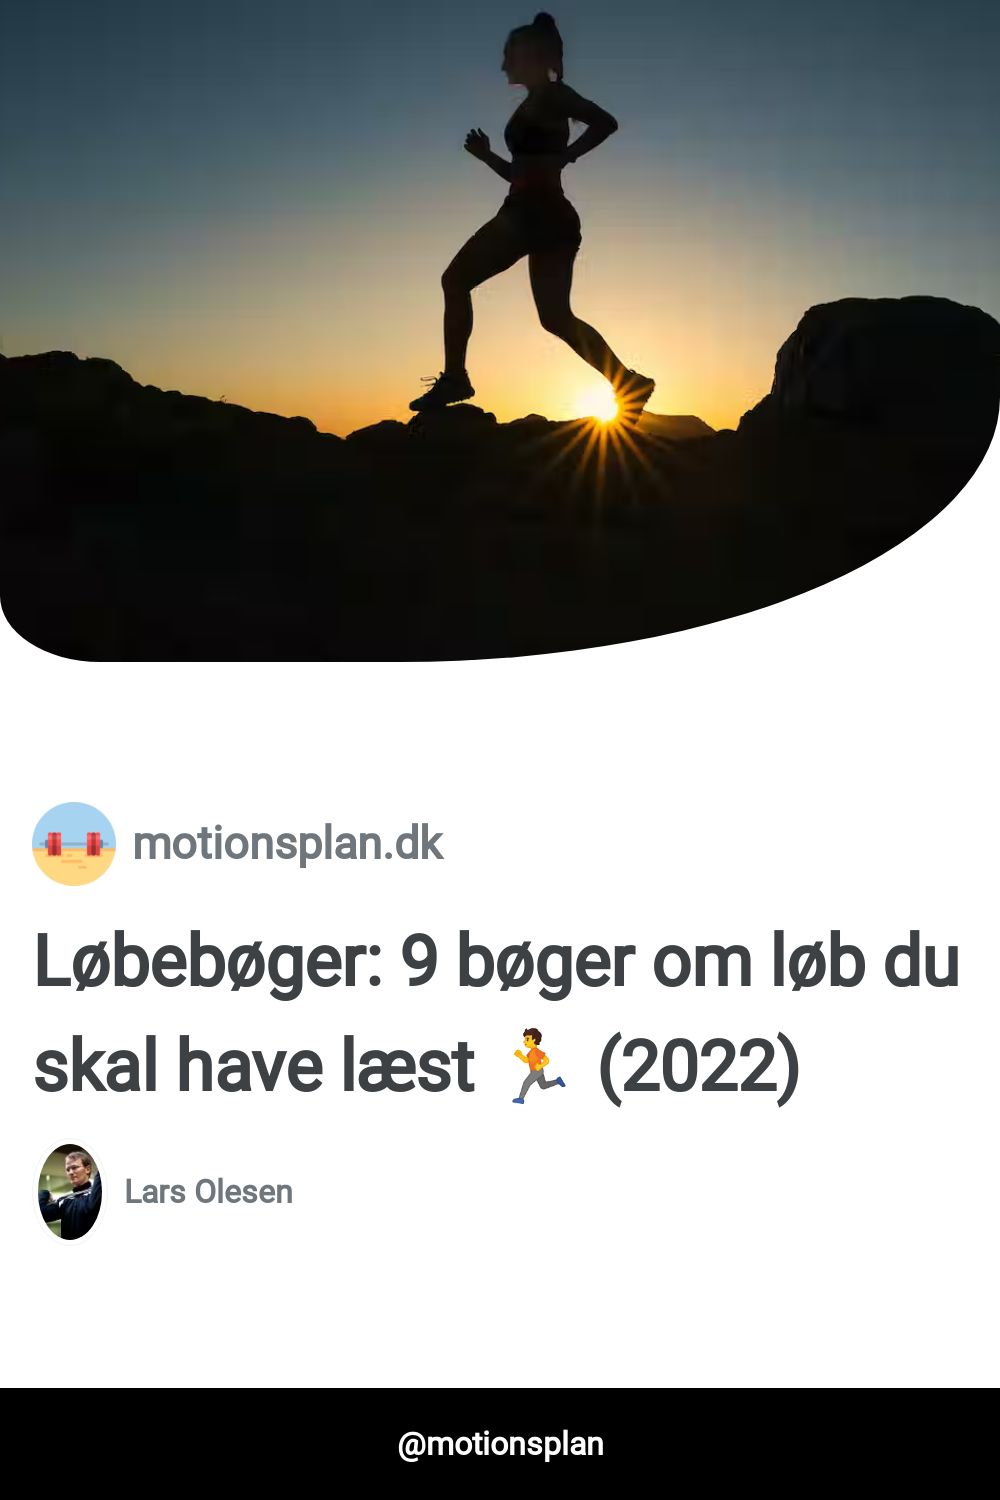 motionsplan.dk
Løbebøger: 9 bøger om løb du
skal have læst 🏃 (2022)
Lars Olesen
@motionsplan